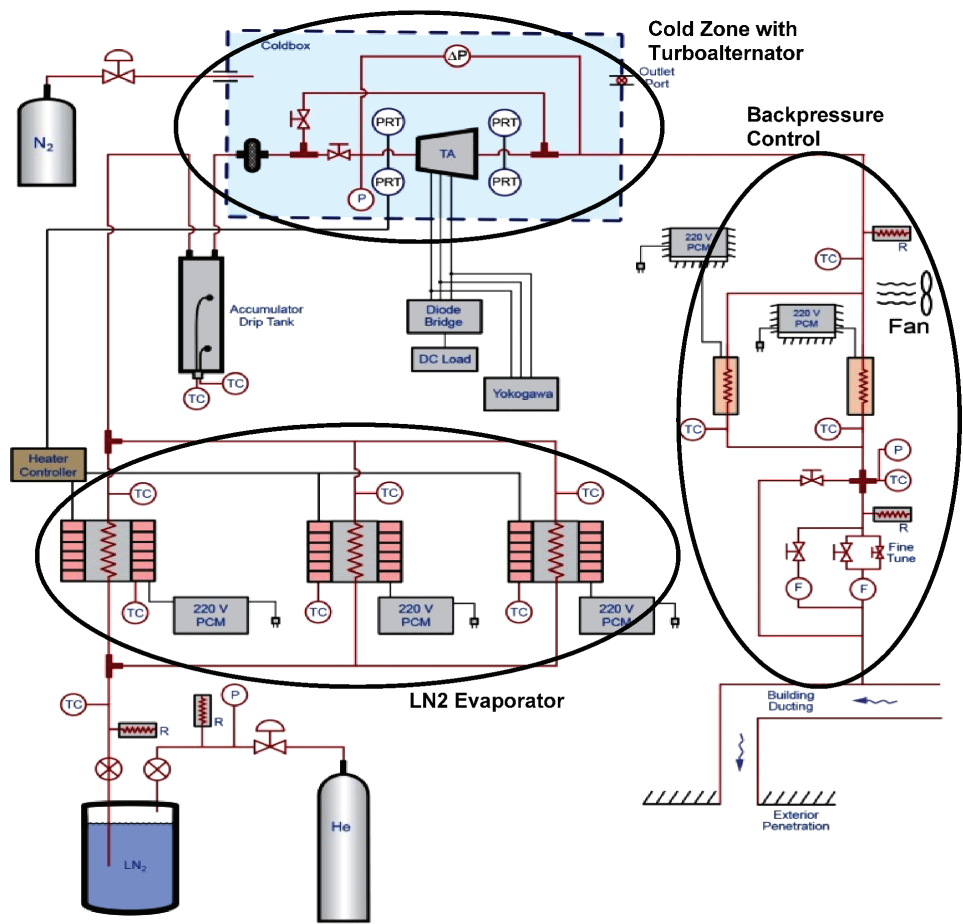 Cold Zone with
Turboalternator
Coldbox
ΔP
Outlet
Port
N2
PRT
PRT
TA
PRT
PRT
P
Backpressure
Control
220 V
PCM
R
TC
Fan
220 V
PCM
Accumulator
Drip Tank
Diode
Bridge
DC Load
Yokogawa
TC
TC
TC
TC
P
TC
R
Fine
Tune
F
F
Heater
Controller
TC
TC
TC
TC
TC
TC
220 V
PCM
220 V
PCM
220 V
PCM
LN2 Evaporator
TC
R
R
P
Building
Ducting
He
LN2
Exterior
Penetration